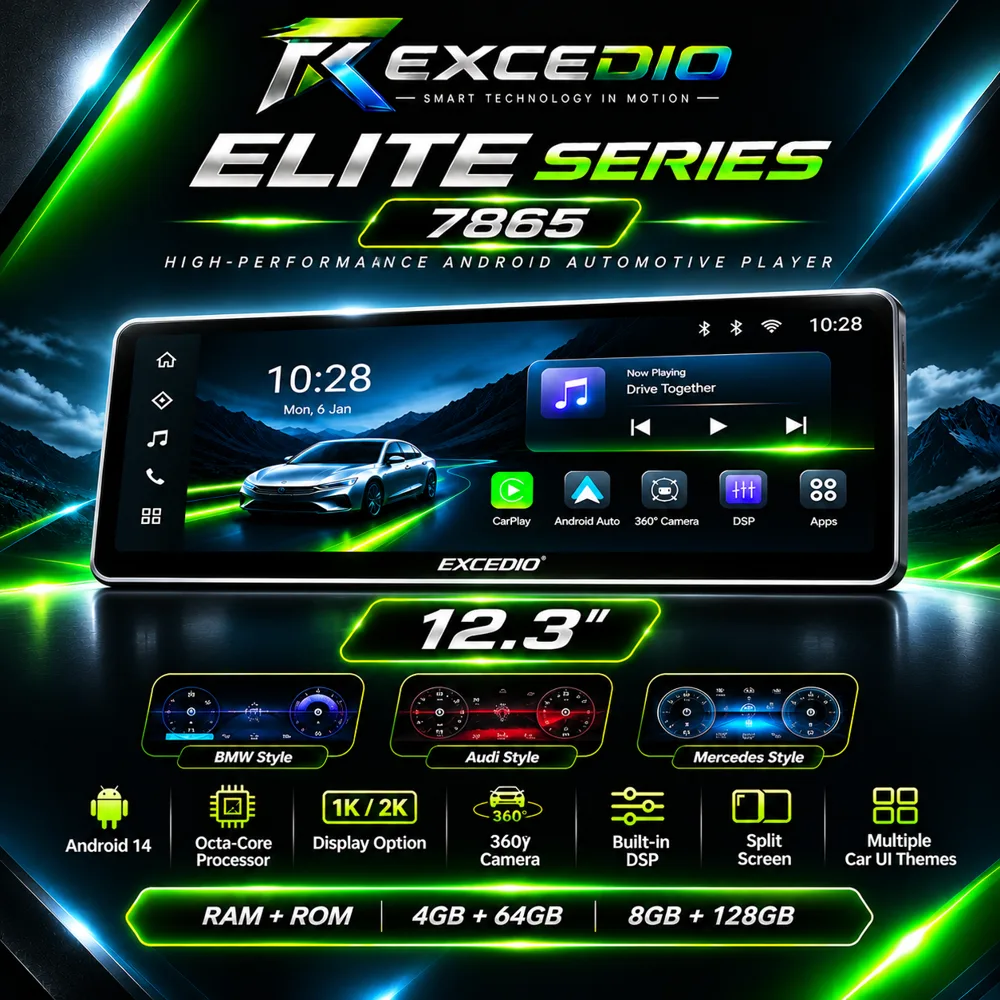 EXCEDIO
SMART TECHNOLOGY IN MOTION
ELITE SERIES
7865
HIGH-PERFORMANCE ANDROID AUTOMOTIVE PLAYER
10:28
10:28
Mon, 6 Jan
Now Playing
Drive Together
CarPlay
Android Auto
360° Camera
DSP
Apps
EXCEDIO®
12.3"
BMW Style
Audi Style
Mercedes Style
1K / 2K
360°
Android 14
Octa-Core
Processor
Display Option
360y
Camera
Built-in
DSP
Split
Screen
Multiple
Car UI Themes
RAM + ROM
4GB + 64GB
8GB + 128GB